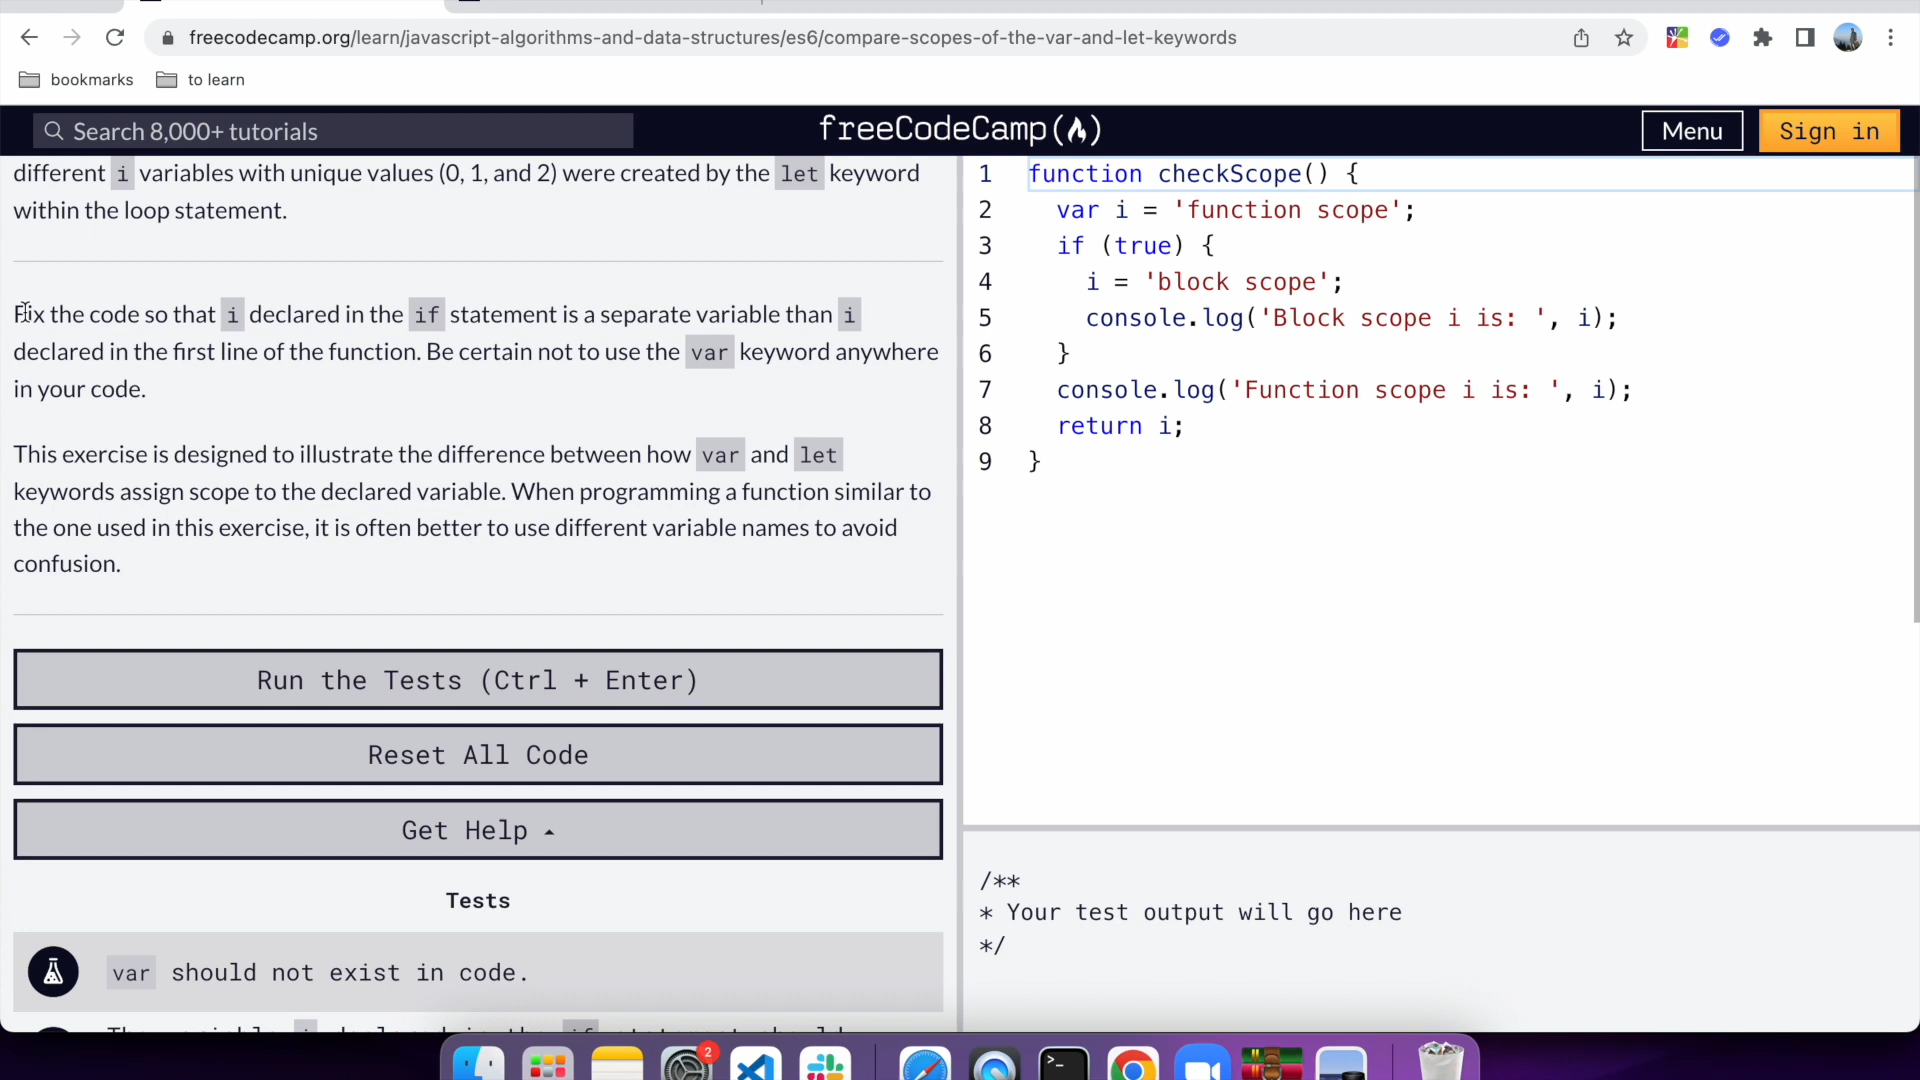 freecodecamp.org/learn/javascript-algorithms-and-data-structures/es6/compare-scopes-of-the-var-and-let-keywords
bookmarks to learn
Search 8,000+ tutorials
freeCodeCamp
Menu
Sign in
different i variables with unique values (0, 1, and 2) were created by the let keyword
within the loop statement.
Fix the code so that i declared in the if statement is a separate variable than i
declared in the first line of the function. Be certain not to use the var keyword anywhere
in your code.
This exercise is designed to illustrate the difference between how var and let
keywords assign scope to the declared variable. When programming a function similar to
the one used in this exercise, it is often better to use different variable names to avoid
confusion.
Run the Tests (Ctrl + Enter)
Reset All Code
Get Help
Tests
var should not exist in code.
1 function checkScope() {
2 var i = 'function scope';
3 if (true) {
4 i = 'block scope';
5 console.log('Block scope i is: ', i);
6 }
7 console.log('Function scope i is: ', i);
8 return i;
9 }
/**
* Your test output will go here
*/
2